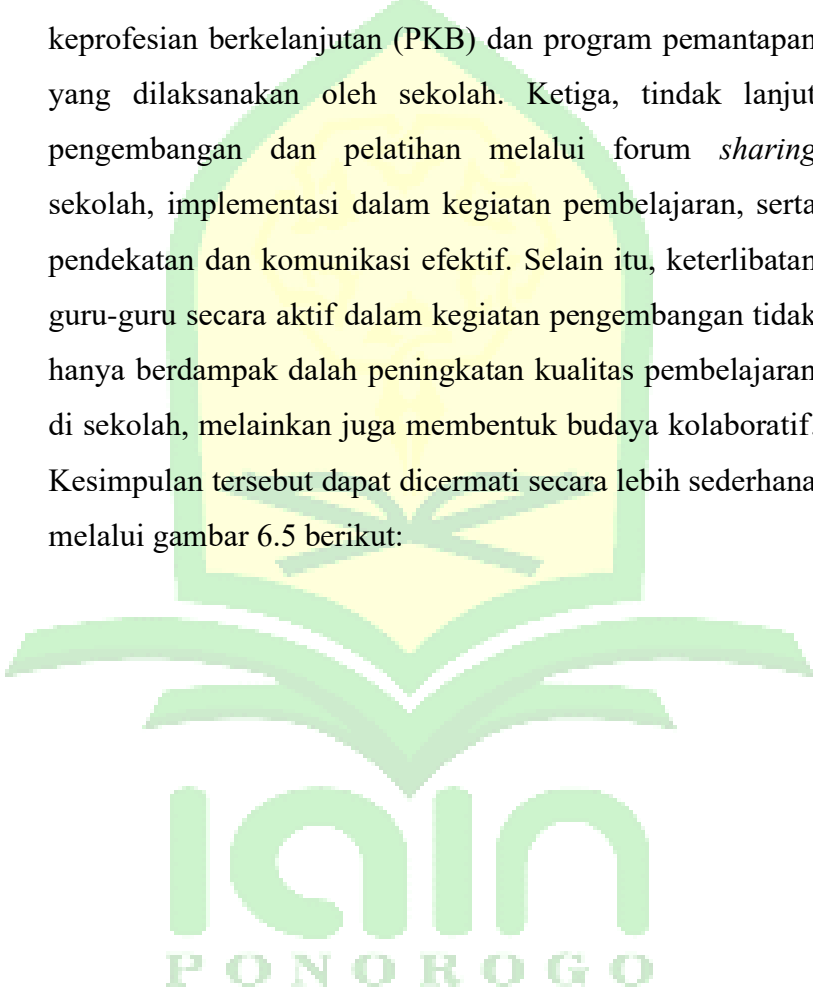 keprofesian berkelanjutan (PKB) dan program pemantapan
yang dilaksanakan oleh sekolah. Ketiga, tindak lanjut
pengembangan dan pelatihan melalui forum sharing
sekolah, implementasi dalam kegiatan pembelajaran, serta
pendekatan dan komunikasi efektif. Selain itu, keterlibatan
guru-guru secara aktif dalam kegiatan pengembangan tidak
hanya berdampak dalah peningkatan kualitas pembelajaran
di sekolah, melainkan juga membentuk budaya kolaboratif.
Kesimpulan tersebut dapat dicermati secara lebih sederhana
melalui gambar 6.5 berikut:
iain
PONOROGO